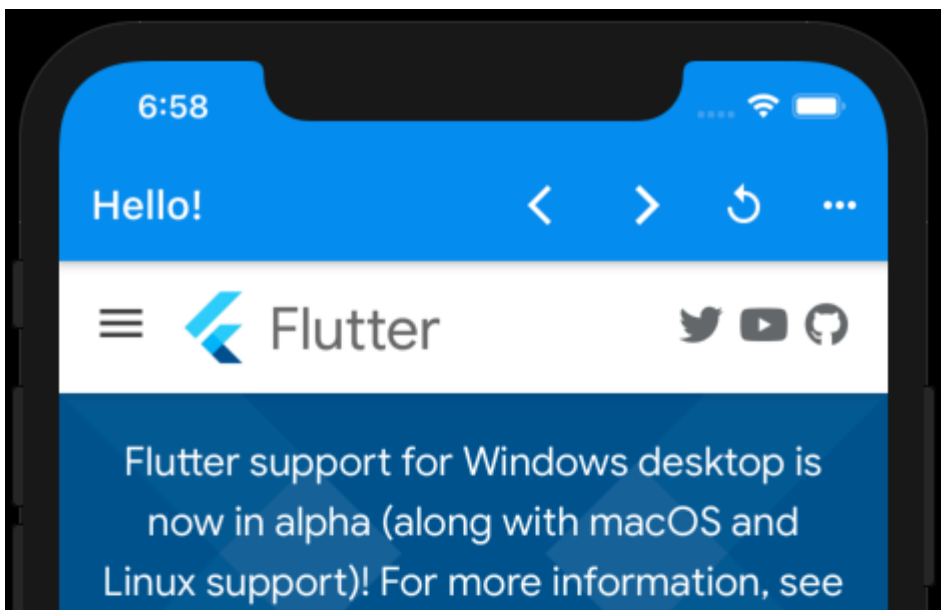 6:58
Hello!
Flutter
Flutter support for Windows desktop is
now in alpha (along with macOS and
Linux support)! For more information, see